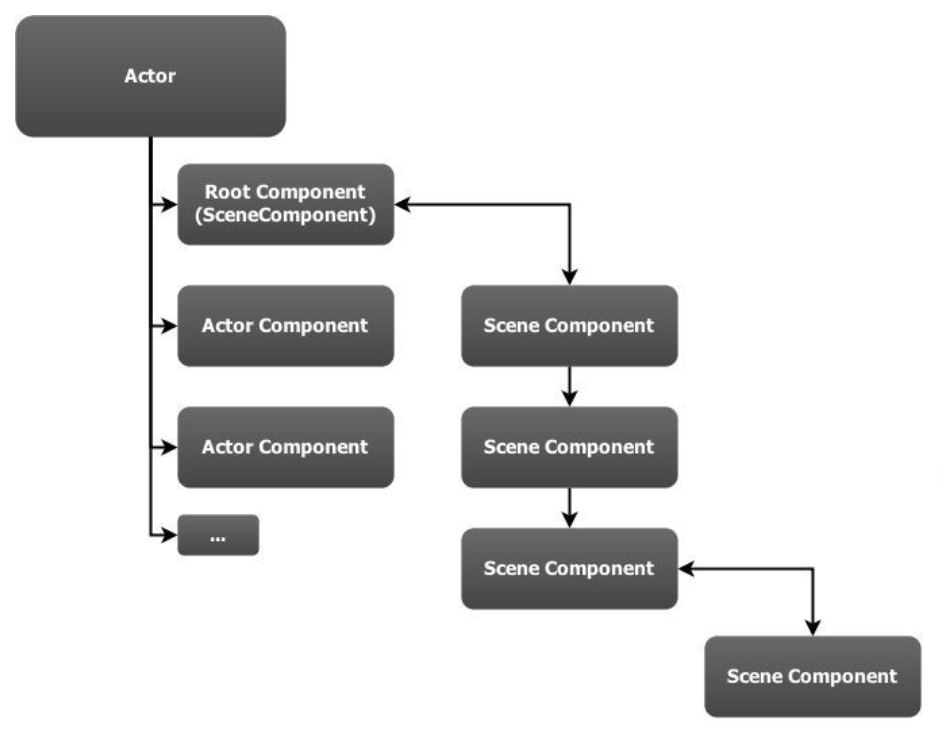 Actor
Root Component
(SceneComponent)
Actor Component
Scene Component
Actor Component
Scene Component
...
Scene Component
Scene Component